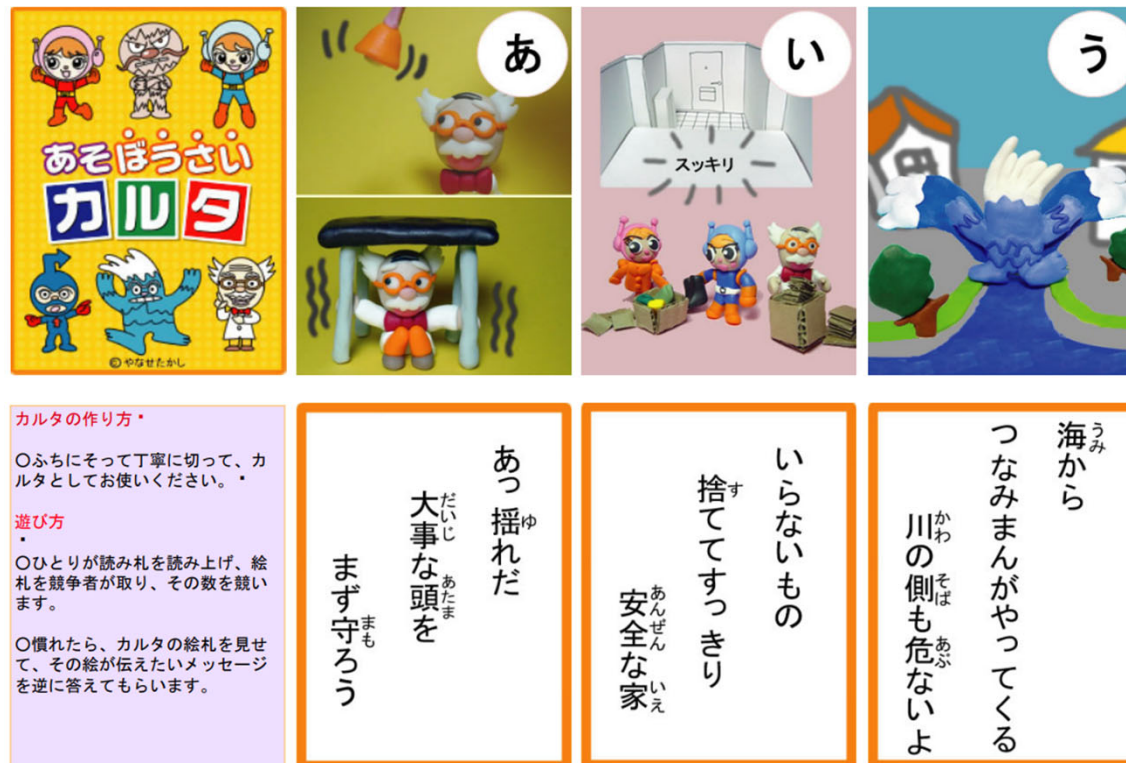 あそぼうさい
カルタ
©やなせたかし
あ
い
スッキリ
う
カルタの作り方
〇ふちにそって丁寧に切って、カ
ルタとしてお使いください。
遊び方
〇ひとりが読み札を読み上げ、絵
札を競争者が取り、その数を競い
ます。
〇慣れたら、カルタの絵札を見せ
て、その絵が伝えたいメッセージ
を逆に答えてもらいます。
あっ揺れだ
大事な頭を
まず守ろう
いらないもの
捨ててすっきり
安全な家
海から
つなみまんがやってくる
川の側も危ないよ